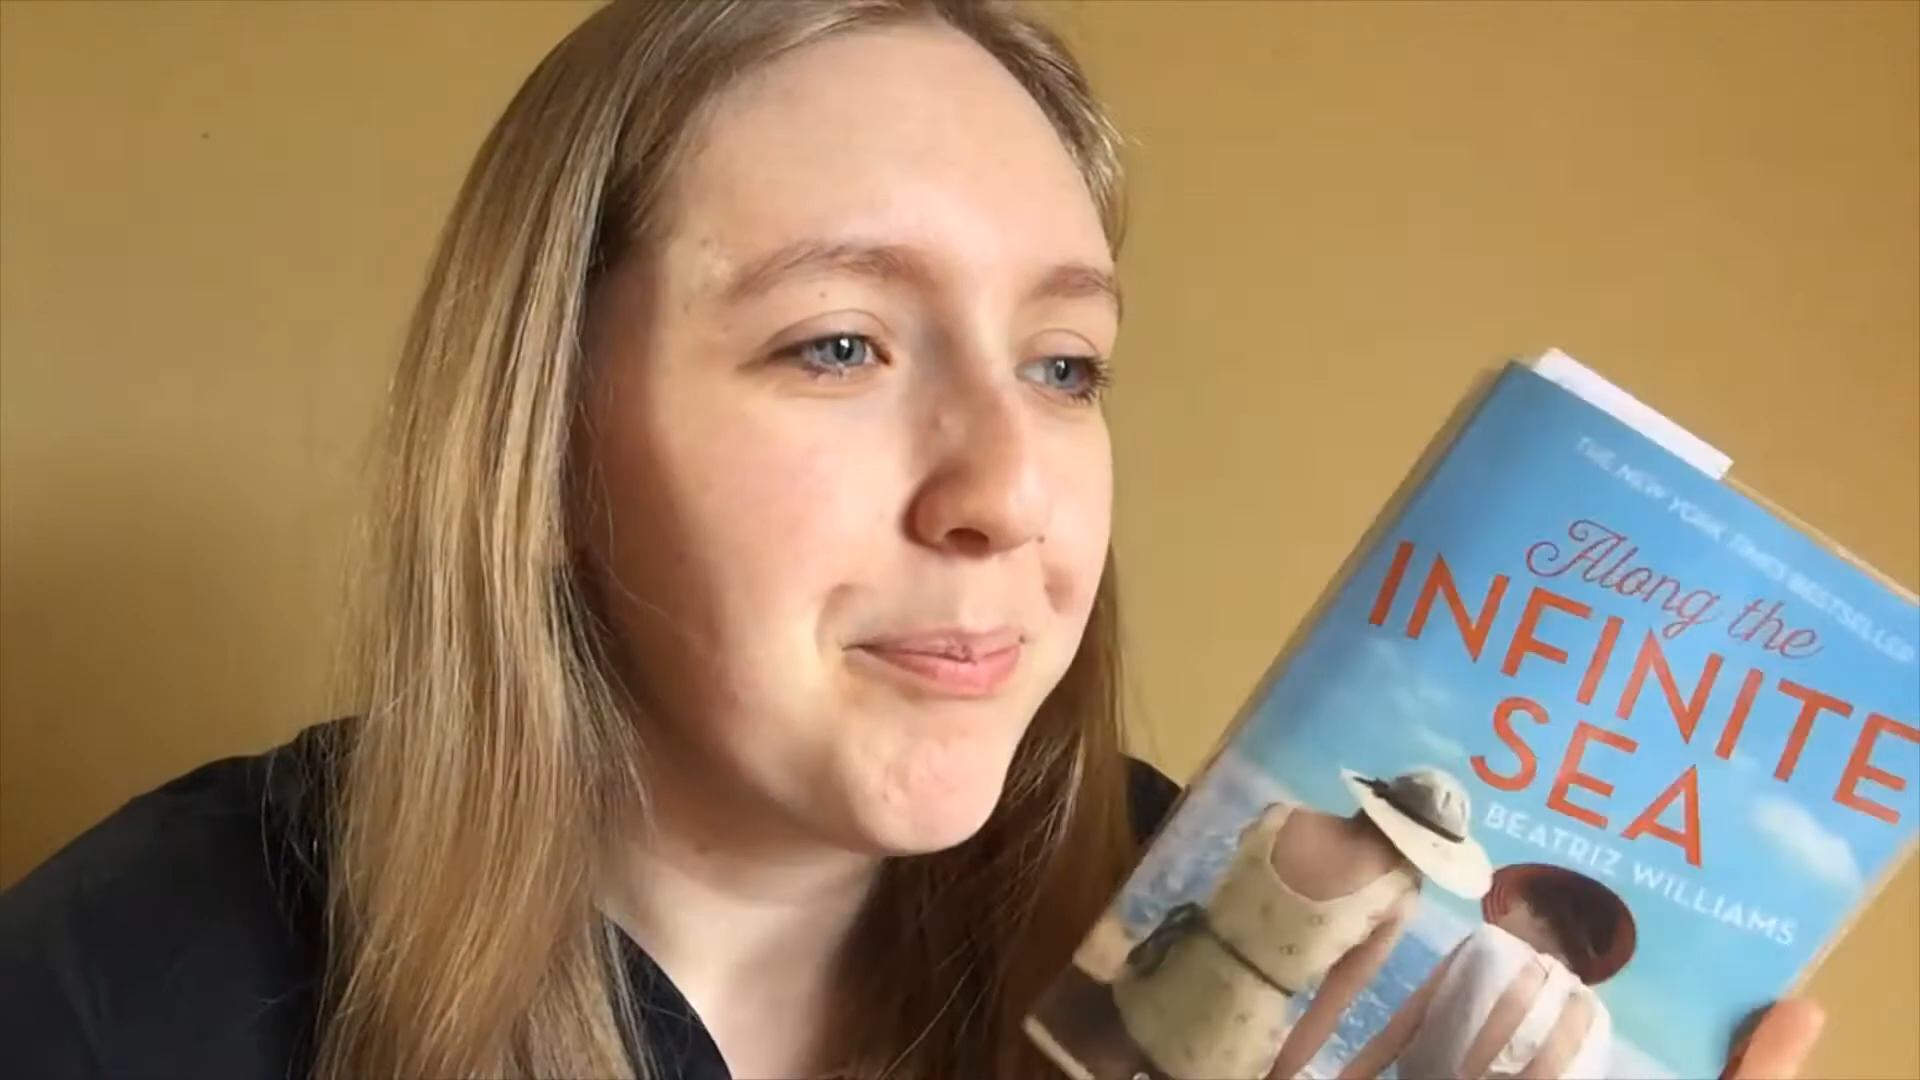 THE NEW YORK TIMES BESTSELLER
Along the
INFINITE
SEA
BEATRIZ WILLIAMS